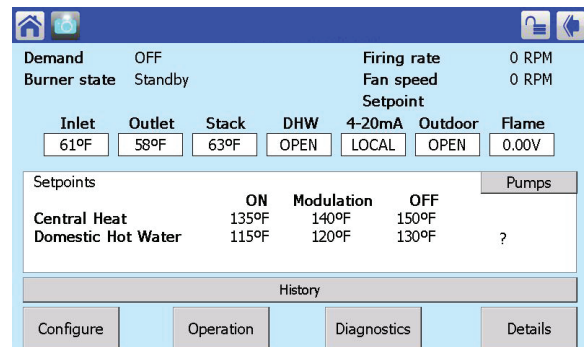 Demand OFF Firing rate 0 RPM
Burner state Standby Fan speed 0 RPM
Setpoint
Inlet Outlet Stack DHW 4-20mA Outdoor Flame
61ºF 58ºF 63ºF OPEN LOCAL OPEN 0.00V
Setpoints Pumps
ON Modulation OFF
Central Heat 135ºF 140ºF 150ºF
Domestic Hot Water 115ºF 120ºF 130ºF ?
History
Configure Operation Diagnostics Details